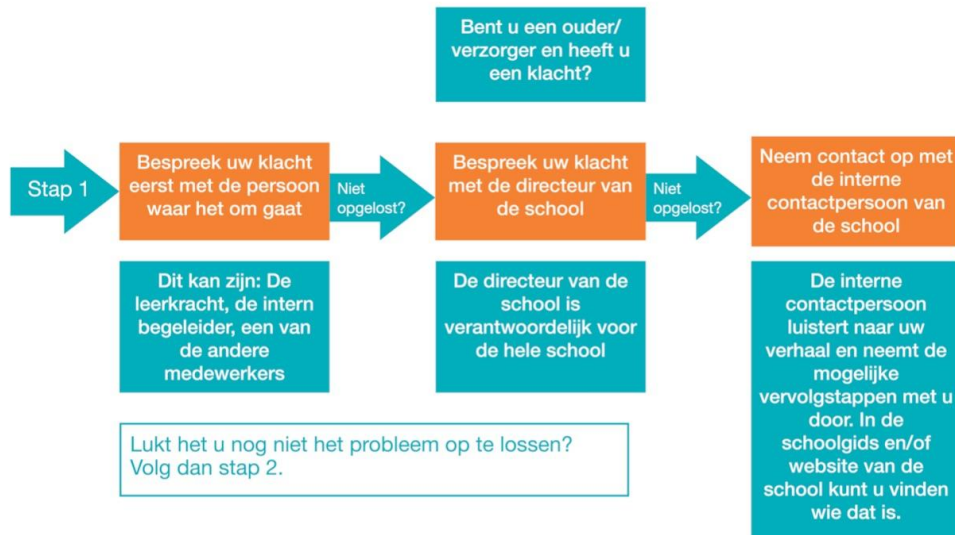 Bent u een ouder/
verzorger en heeft u
een klacht?
Stap 1
Bespreek uw klacht
eerst met de persoon
waar het om gaat
Niet
opgelost?
Bespreek uw klacht
met de directeur van
de school
Niet
opgelost?
Neem contact op met
de interne
contactpersoon van
de school
Dit kan zijn: De
leerkracht, de intern
begeleider, een van
de andere
medewerkers
De directeur van de
school is
verantwoordelijk voor
de hele school
De interne
contactpersoon
luistert naar uw
verhaal en neemt de
mogelijke
vervolgstappen met u
door. In de
schoolgids en/of
website van de
school kunt u vinden
wie dat is.
Lukt het u nog niet het probleem op te lossen?
Volg dan stap 2.